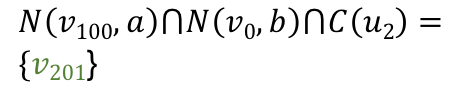 N(v₁₀₀, a)∩N(v₀, b)∩C(u₂) =
{v₂₀₁}